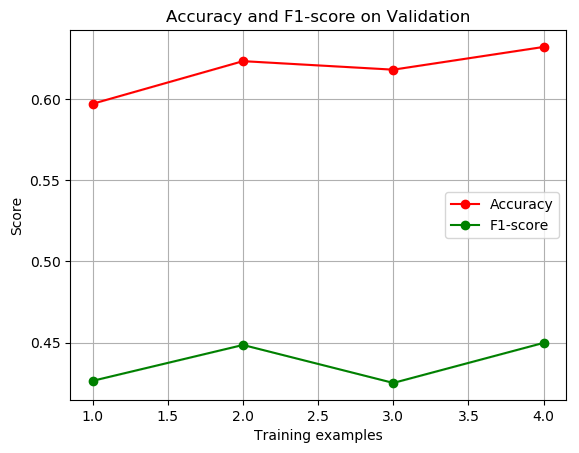 Accuracy and F1-score on Validation
Score
0.60
0.55
0.50
0.45
Accuracy
F1-score
1.0 1.5 2.0 2.5 3.0 3.5 4.0
Training examples